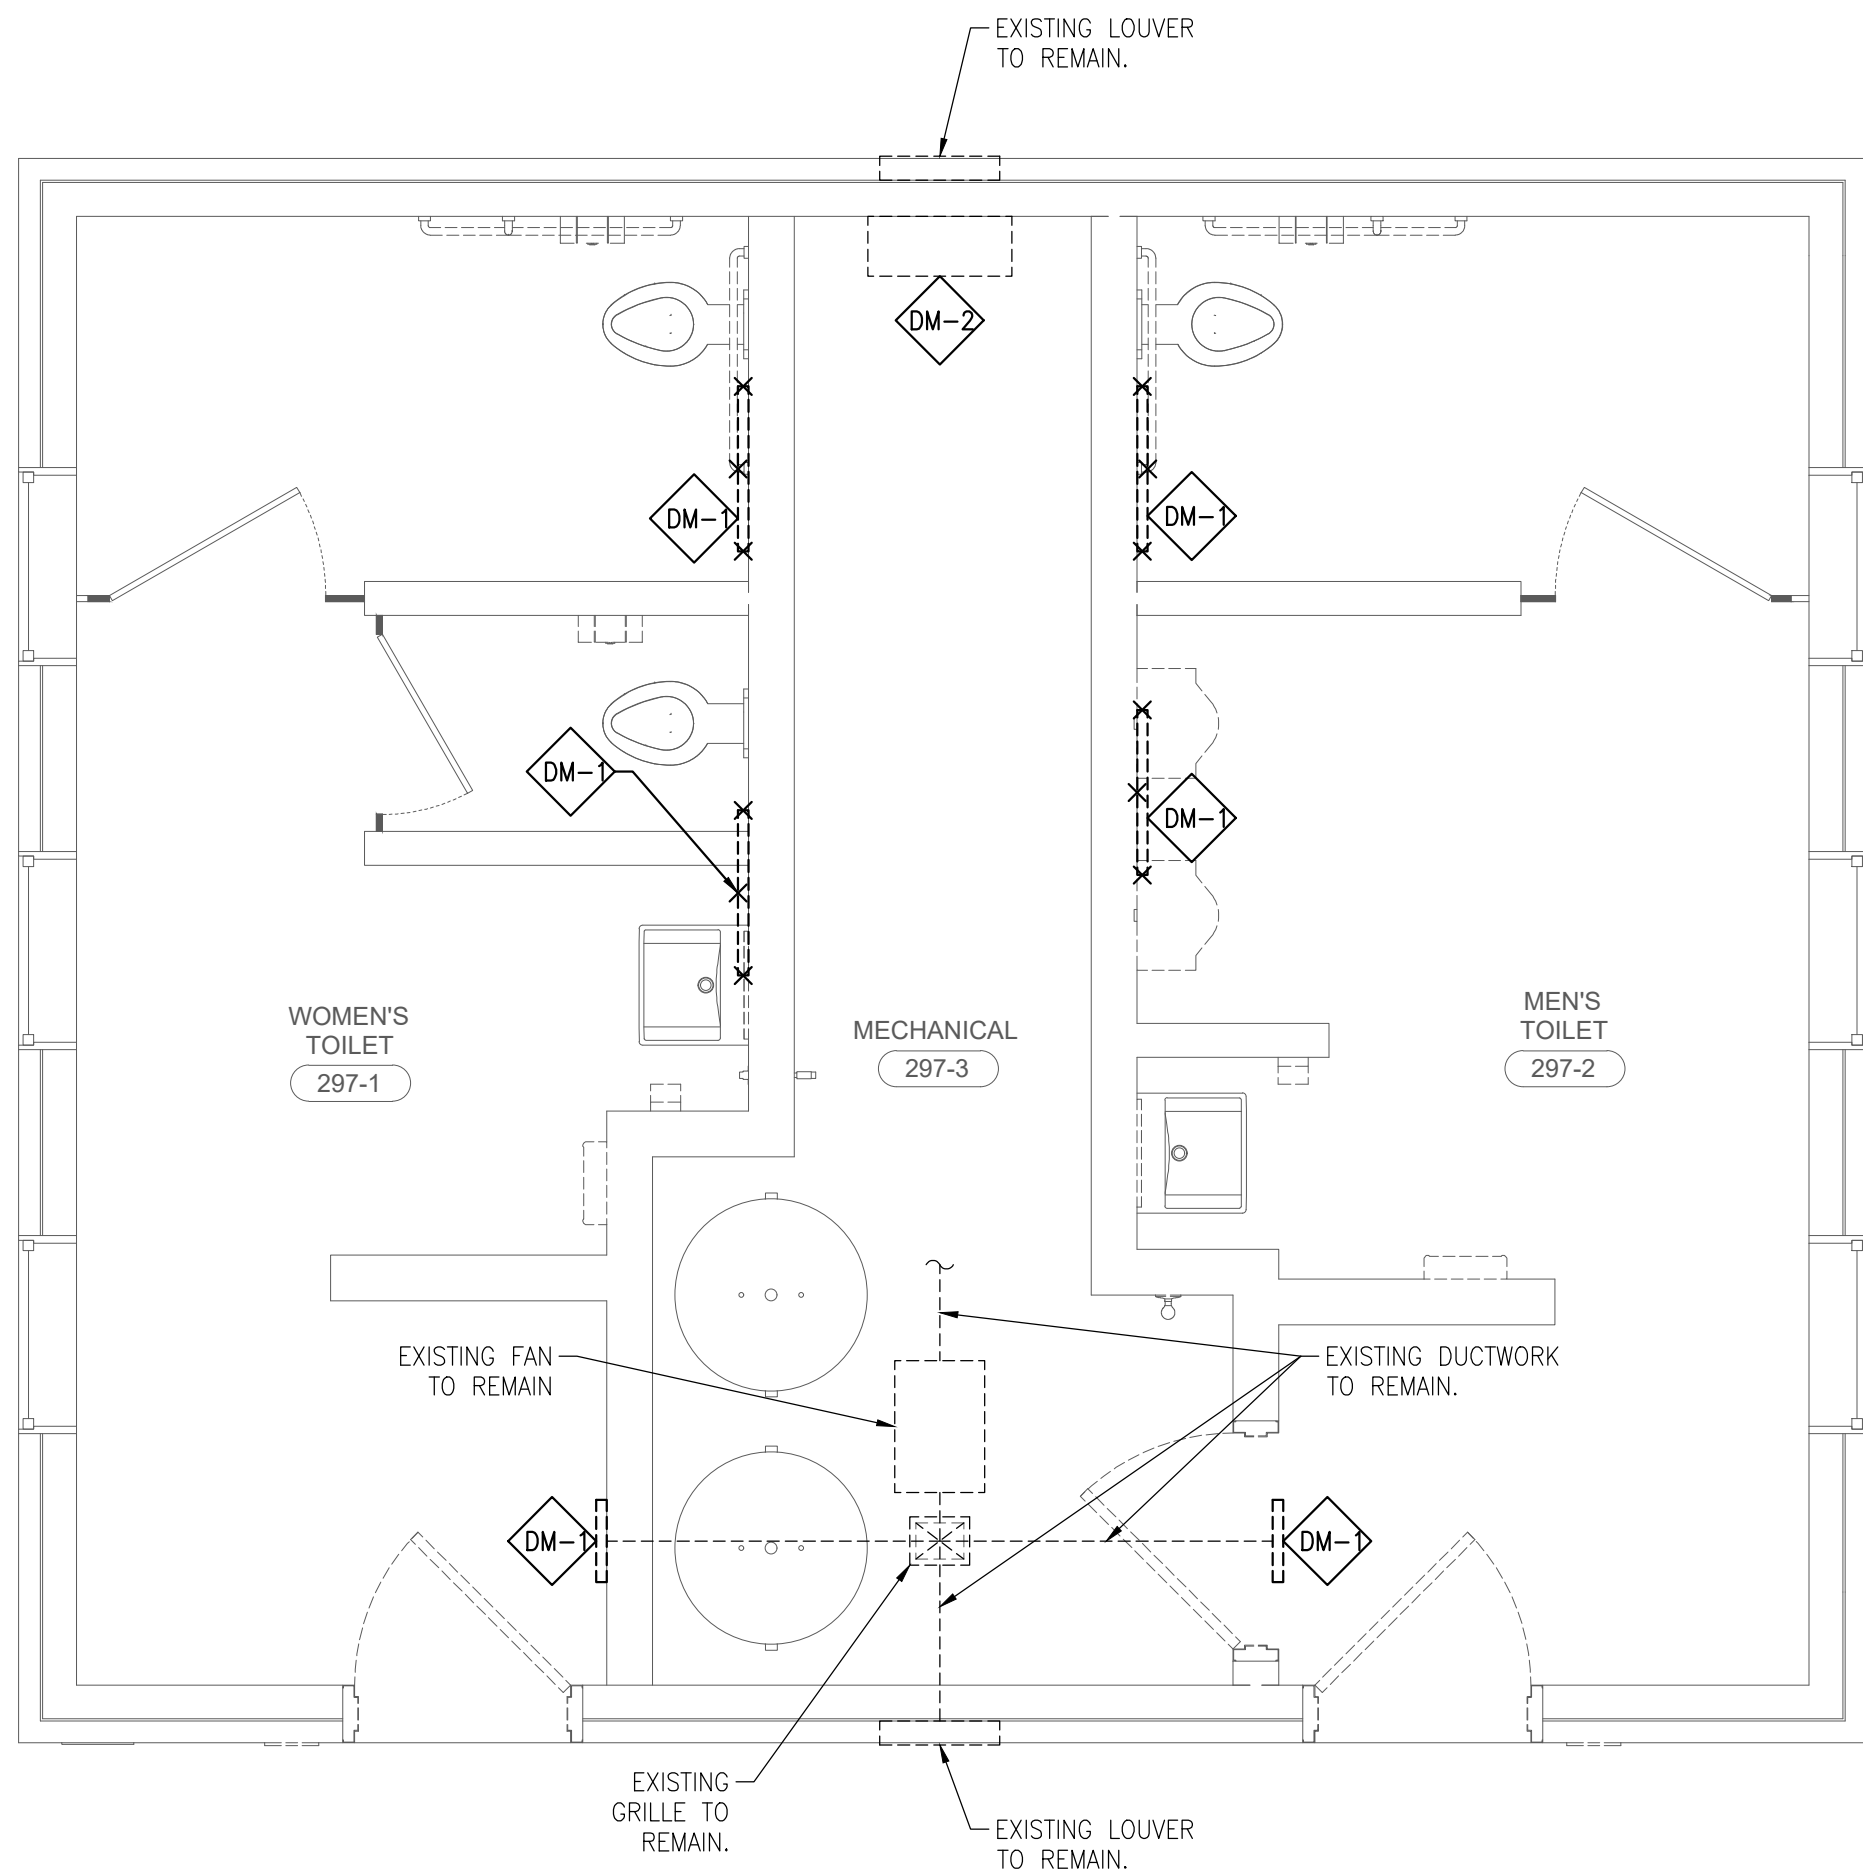 EXISTING LOUVER
TO REMAIN.
DM-2
DM-1
DM-1
DM-1
DM-1
WOMEN'S
TOILET
297-1
MECHANICAL
297-3
MEN'S
TOILET
297-2
EXISTING FAN
TO REMAIN
EXISTING DUCTWORK
TO REMAIN.
DM-1
DM-1
EXISTING
GRILLE TO
REMAIN.
EXISTING LOUVER
TO REMAIN.